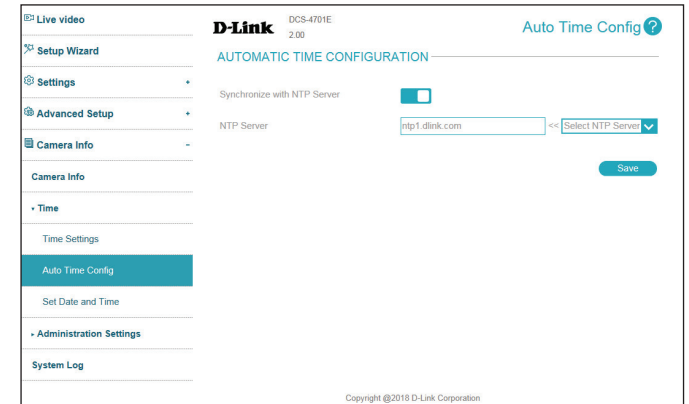 Live video
Setup Wizard
Settings +
Advanced Setup +
Camera Info -
Camera Info
Time
Time Settings
Auto Time Config
Set Date and Time
Administration Settings
System Log
D-Link DCS-4701E
2.00
Auto Time Config ?
AUTOMATIC TIME CONFIGURATION
Synchronize with NTP Server
NTP Server ntp1.dlink.com << Select NTP Server
Save
Copyright @2018 D-Link Corporation